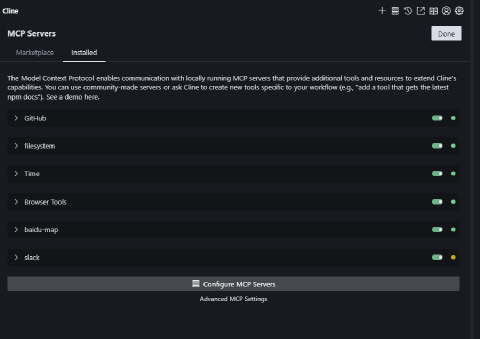 Cline
MCP Servers
Done
Marketplace
Installed
The Model Context Protocol enables communication with locally running MCP servers that provide additional tools and resources to extend Cline's
capabilities. You can use community-made servers or ask Cline to create new tools specific to your workflow (e.g., "add a tool that gets the latest
npm docs"). See a demo here.
GitHub
filesystem
Time
Browser Tools
baidu-map
slack
Configure MCP Servers
Advanced MCP Settings